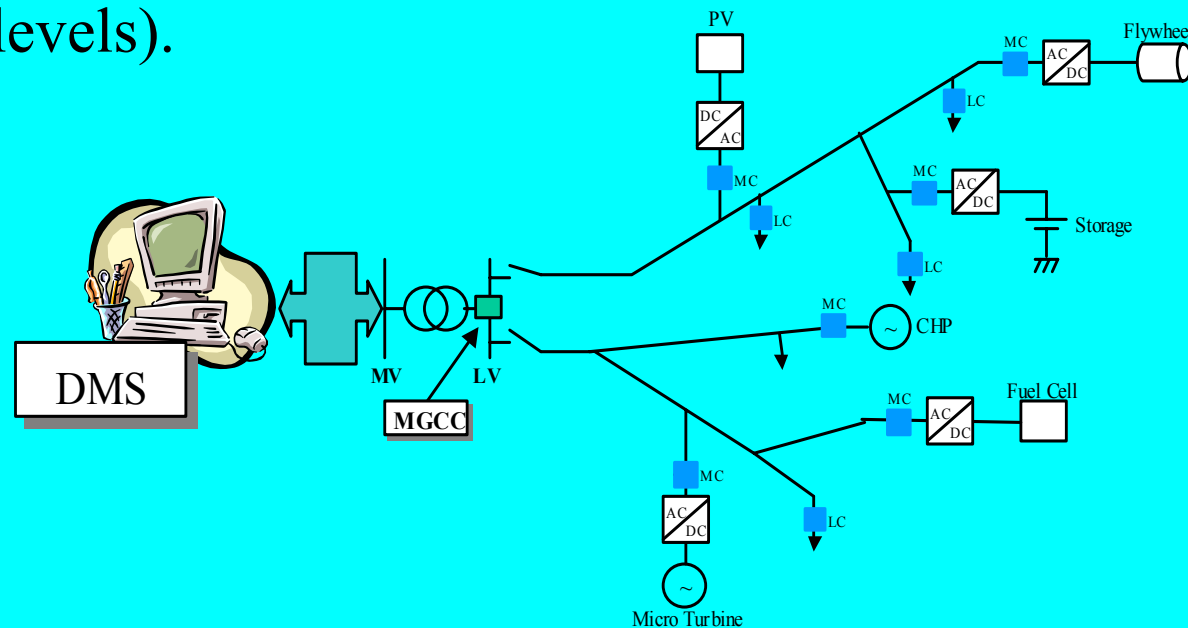 levels).
PV
Flywhee
MC
AC
DC
LC
DC
AC
MC
MC
AC
DC
LC
Storage
LC
MC
~
CHP
DMS
MV
LV
MGCC
Fuel Cell
MC
AC
DC
MC
AC
DC
LC
~
Micro Turbine